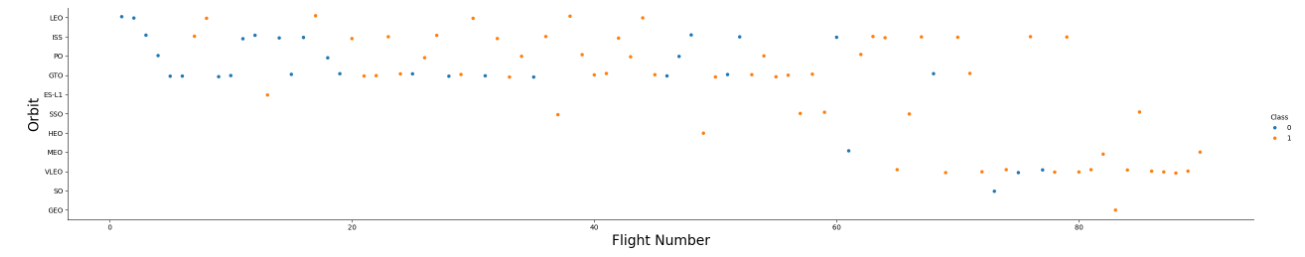 LEO
ISS
PO
GTO
ES-L1
SSO
HEO
MEO
VLEO
SO
GEO
Orbit
0
20
40
60
80
Flight Number
Class
0
1